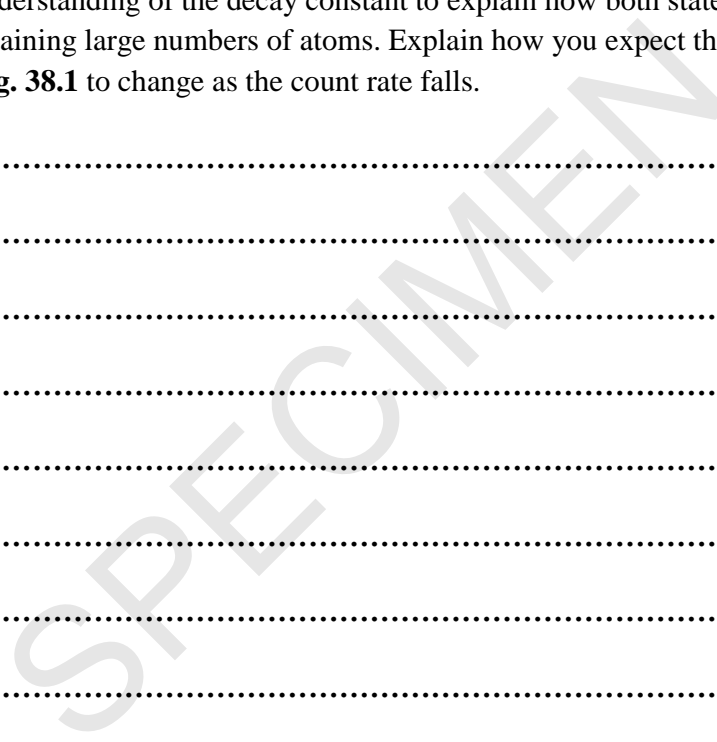 derstanding of the decay constant to explain how both state
aining large numbers of atoms. Explain how you expect th
g. 38.1 to change as the count rate falls.
SPECIMEN